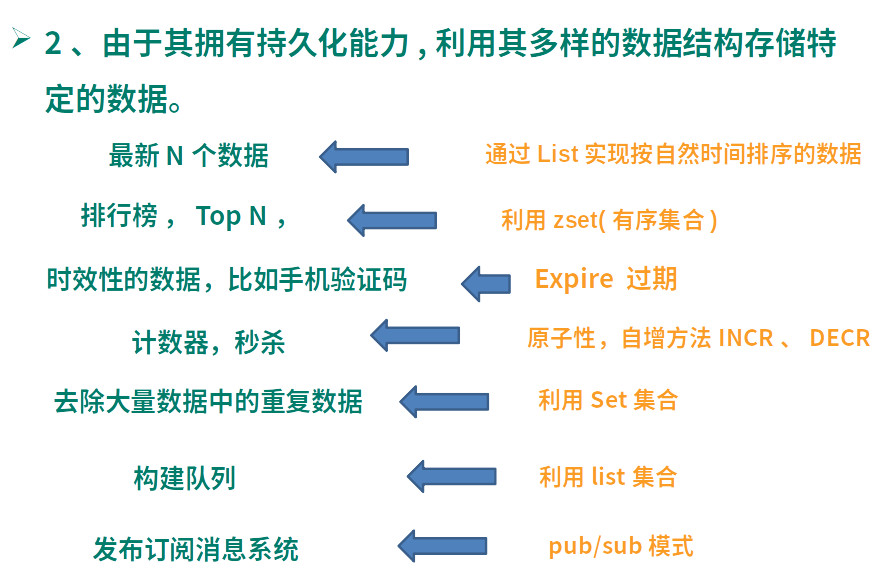 2 、由于其拥有持久化能力 , 利用其多样的数据结构存储特
定的数据。
最新 N 个数据 通过 List 实现按自然时间排序的数据
排行榜 ， Top N ， 利用 zset( 有序集合 )
时效性的数据，比如手机验证码 Expire 过期
计数器，秒杀 原子性，自增方法 INCR 、 DECR
去除大量数据中的重复数据 利用 Set 集合
构建队列 利用 list 集合
发布订阅消息系统 pub/sub 模式